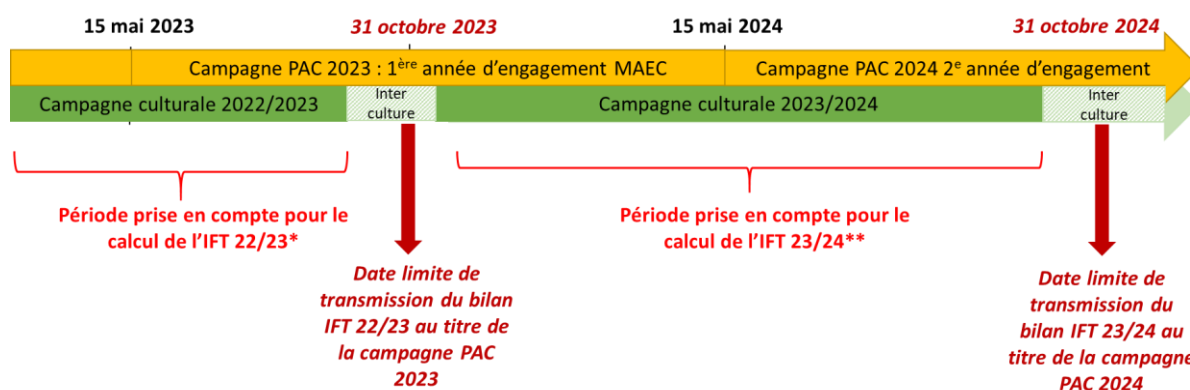 15 mai 2023
31 octobre 2023
15 mai 2024
31 octobre 2024
Campagne PAC 2023 : 1ère année d'engagement MAEC
Campagne PAC 2024 2e année d'engagement
Campagne culturale 2022/2023
Inter
culture
Campagne culturale 2023/2024
Inter
culture
Période prise en compte pour le
calcul de l'IFT 22/23*
Période prise en compte pour le
calcul de l'IFT 23/24**
Date limite de
transmission du bilan
IFT 22/23 au titre de
la campagne PAC
2023
Date limite de
transmission du
bilan IFT 23/24 au
titre de la campagne
PAC 2024